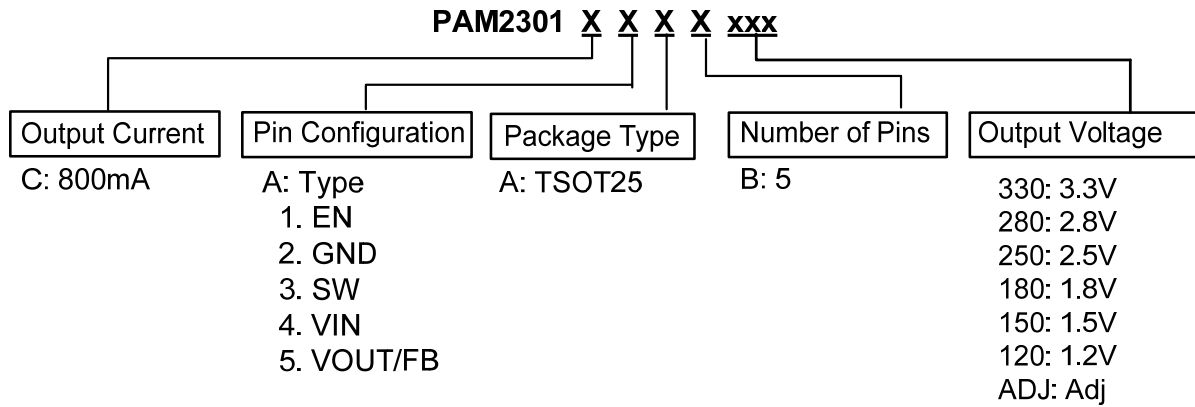 PAM2301 X X X X xxx
Output Current
C: 800mA
Pin Configuration
A: Type
1. EN
2. GND
3. SW
4. VIN
5. VOUT/FB
Package Type
A: TSOT25
Number of Pins
B: 5
Output Voltage
330: 3.3V
280: 2.8V
250: 2.5V
180: 1.8V
150: 1.5V
120: 1.2V
ADJ: Adj